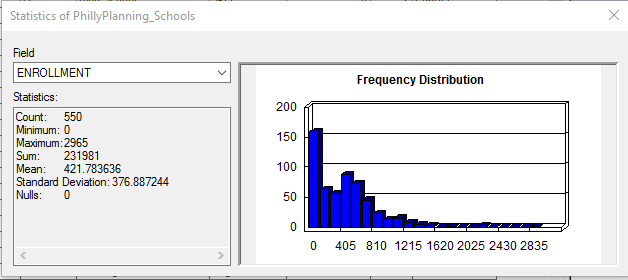 Statistics of PhillyPlanning_Schools
Field
ENROLLMENT
Statistics:
Count: 550
Minimum: 0
Maximum: 2965
Sum: 231981
Mean: 421.783636
Standard Deviation: 376.887244
Nulls: 0
Frequency Distribution
200
150
100
50
0
0 405 810 1215 1620 2025 2430 2835